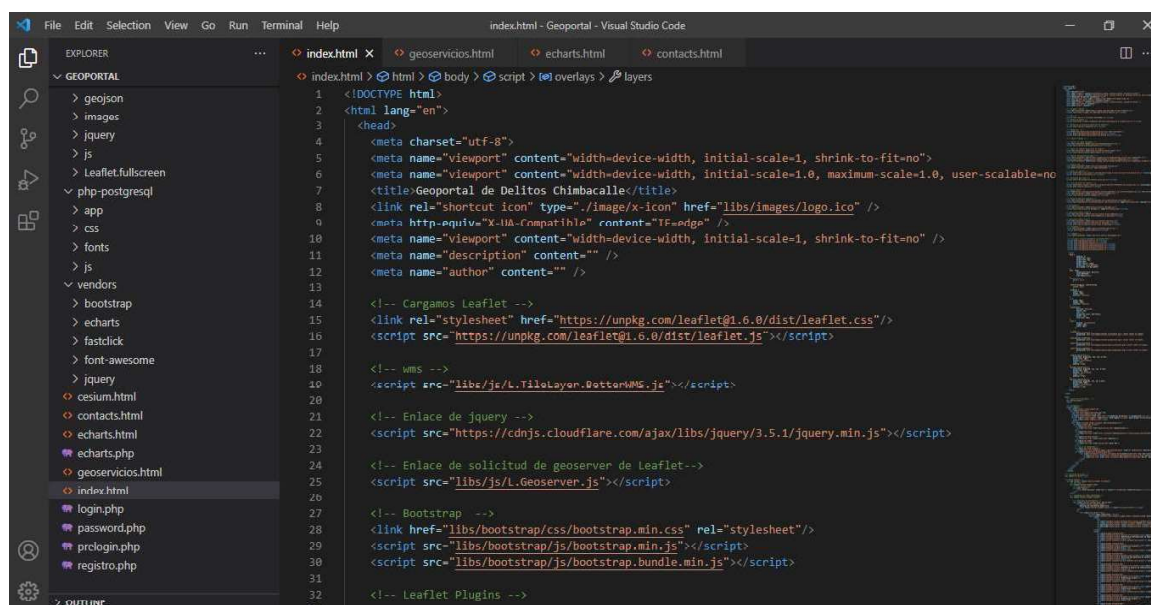 File Edit Selection View Go Run Terminal Help
index.html - Geoportal - Visual Studio Code
EXPLORER
GEOPORTAL
geojson
images
jquery
js
Leaflet.fullscreen
php-postgresql
app
css
fonts
js
vendors
bootstrap
echarts
fastclick
font-awesome
jquery
cesium.html
contacts.html
echarts.html
echarts.php
geoservicios.html
index.html
login.php
password.php
prclogin.php
registro.php
OUTLINE
index.html geoservicios.html echarts.html contacts.html
index.html > html > body > script > overlays > layers
1 <!DOCTYPE html>
2 <html lang="en">
3 <head>
4 <meta charset="utf-8">
5 <meta name="viewport" content="width=device-width, initial-scale=1, shrink-to-fit=no">
6 <meta name="viewport" content="width=device-width, initial-scale=1.0, maximum-scale=1.0, user-scalable=no
7 <title>Geoportal de Delitos Chimbacalle</title>
8 <link rel="shortcut icon" type="./image/x-icon" href="libs/images/logo.ico" />
9 <meta http-equiv="X-UA-Compatible" content="IE=edge" />
10 <meta name="viewport" content="width=device-width, initial-scale=1, shrink-to-fit=no" />
11 <meta name="description" content="" />
12 <meta name="author" content="" />
13
14 <!-- Cargamos Leaflet -->
15 <link rel="stylesheet" href="https://unpkg.com/leaflet@1.6.0/dist/leaflet.css"/>
16 <script src="https://unpkg.com/leaflet@1.6.0/dist/leaflet.js"></script>
17
18 <!-- wms -->
19 <script src="libs/js/L.TileLayer.BetterWMS.js"></script>
20
21 <!-- Enlace de jquery -->
22 <script src="https://cdnjs.cloudflare.com/ajax/libs/jquery/3.5.1/jquery.min.js"></script>
23
24 <!-- Enlace de solicitud de geoserver de Leaflet-->
25 <script src="libs/js/L.Geoserver.js"></script>
26
27 <!-- Bootstrap -->
28 <link href="libs/bootstrap/css/bootstrap.min.css" rel="stylesheet"/>
29 <script src="libs/bootstrap/js/bootstrap.min.js"></script>
30 <script src="libs/bootstrap/js/bootstrap.bundle.min.js"></script>
31
32 <!-- Leaflet Plugins -->